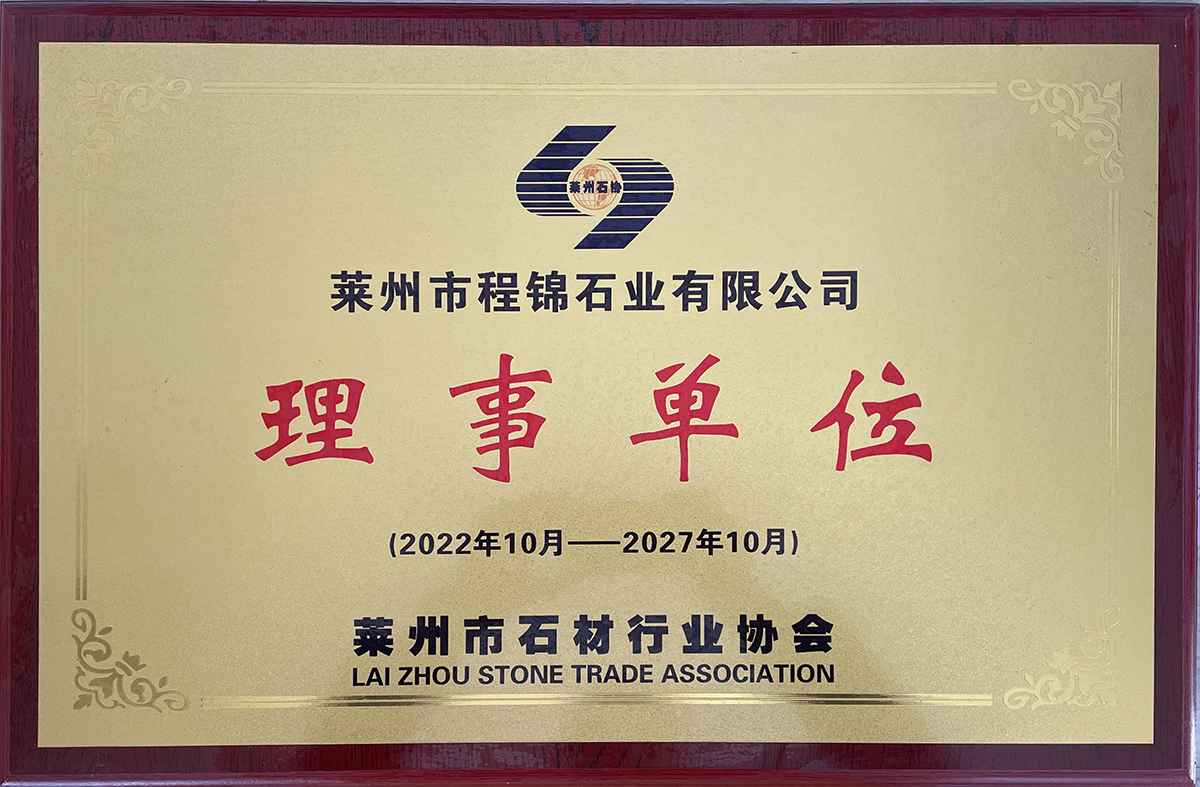 莱州石协
莱州市程锦石业有限公司
理事单位
(2022年10月——2027年10月)
莱州市石材行业协会
LAI ZHOU STONE TRADE ASSOCIATION